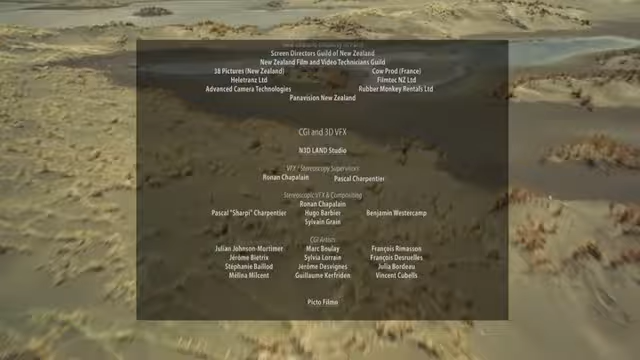 Screen Directors Guild of New Zealand
New Zealand Film and Video Technicians Guild
38 Pictures (New Zealand) Cow Prod (France)
Heletranz Ltd Filmtec NZ Ltd
Advanced Camera Technologies Rubber Monkey Rentals Ltd
Panavision New Zealand
CGI and 3D VFX
N3D LAND Studio
VFX / Stereoscopy Supervisors
Ronan Chapalain Pascal Charpentier
Stereoscopic VFX & Compositing
Ronan Chapalain
Pascal "Sharpi" Charpentier Hugo Barbier Benjamin Westercamp
Sylvain Grain
CGI Artists
Julian Johnson-Mortimer Marc Boulay François Rimasson
Jérôme Bietrix Sylvia Lorrain François Desruelles
Stéphanie Baillod Jérôme Desvignes Julia Bordeau
Mélina Milcent Guillaume Kerfriden Vincent Cubells
Picto Filmo